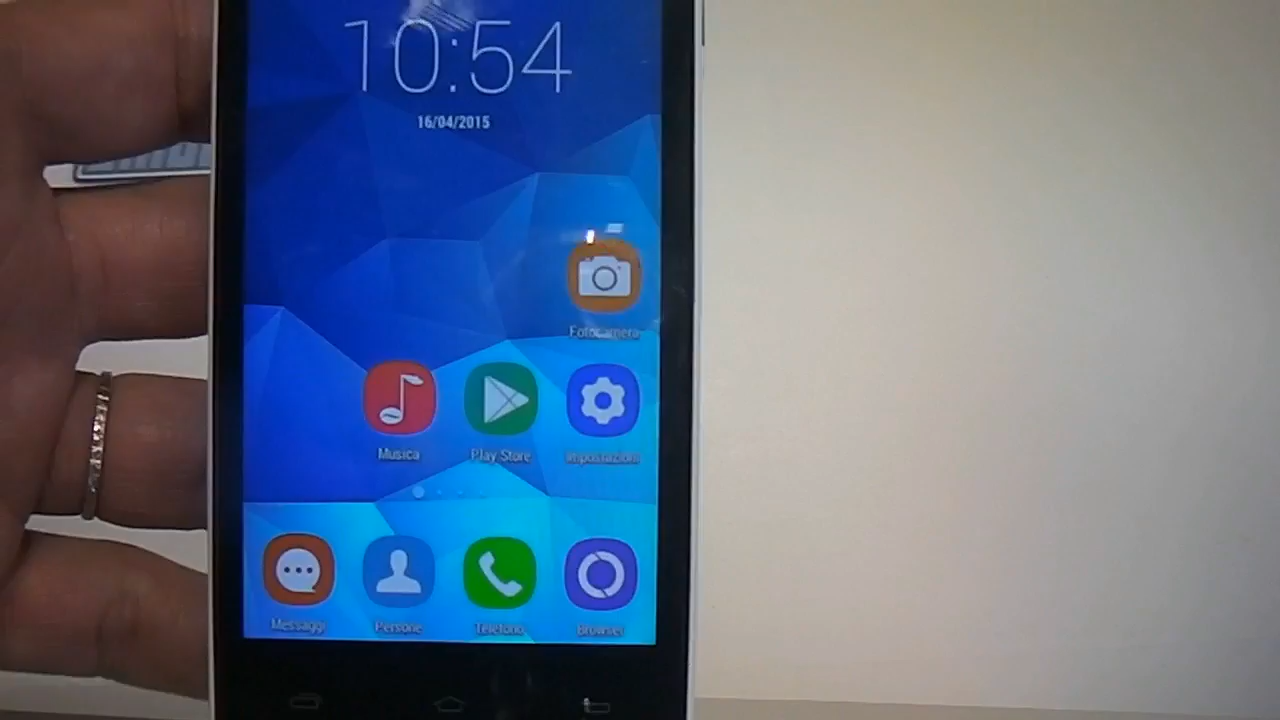 10:54
16/04/2015
Fotocamera
Musica
Play Store
Impostazioni
Messaggi
Persone
Telefono
Browser